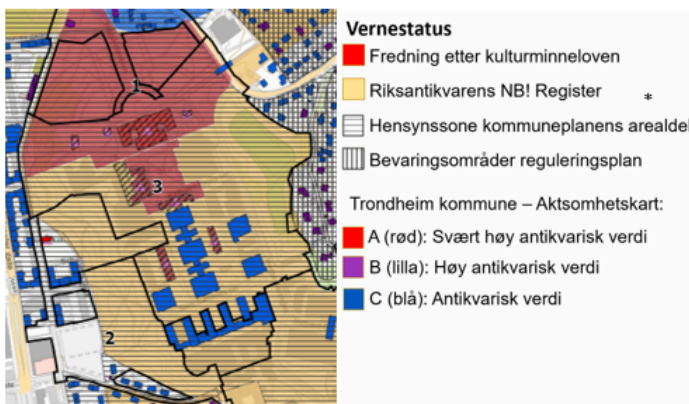 Vernestatus
Fredning etter kulturminneloven
Riksantikvarens NB! Register *
Hensynssone kommuneplanens arealdel
Bevaringsområder reguleringsplan
Trondheim kommune – Aktsomhetskart:
A (rød): Svært høy antikvarisk verdi
B (lilla): Høy antikvarisk verdi
C (blå): Antikvarisk verdi
1
3
2